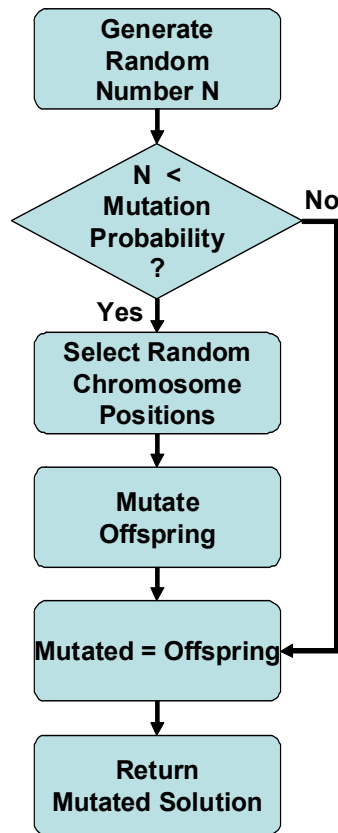 Generate
Random
Number N
N <
Mutation
Probability
?
No
Yes
Select Random
Chromosome
Positions
Mutate
Offspring
Mutated = Offspring
Return
Mutated Solution